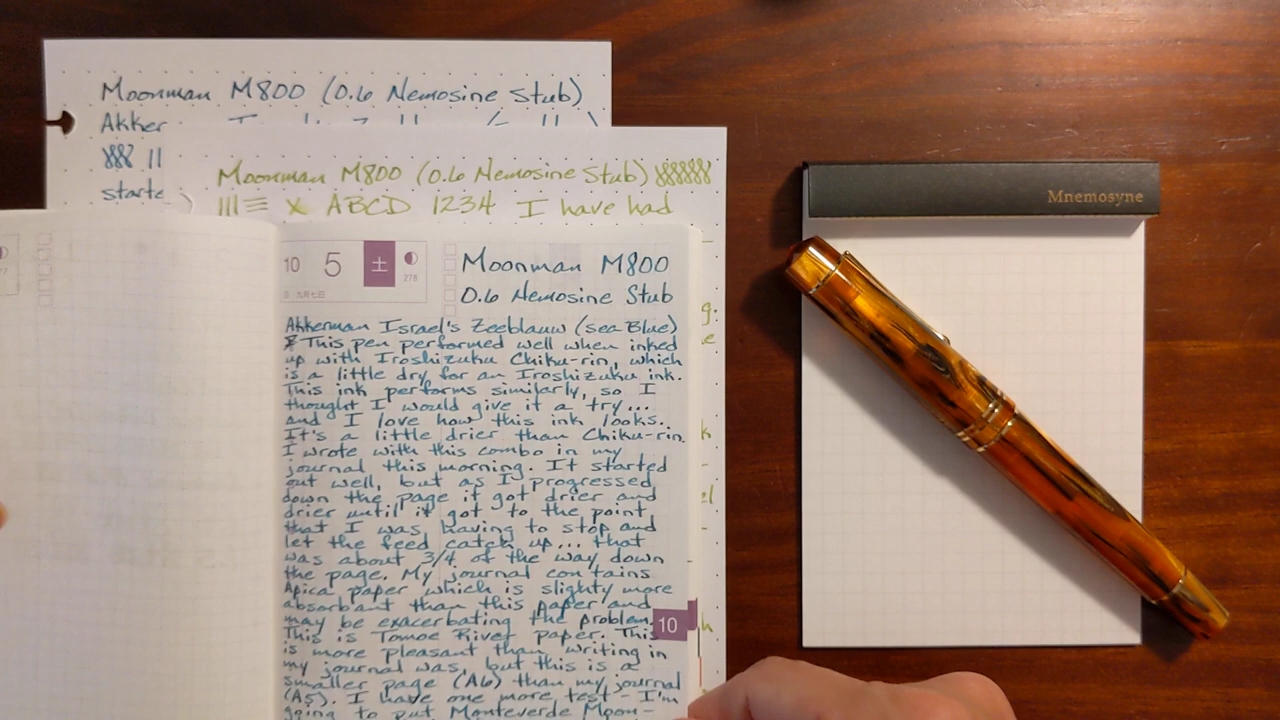 Moonman M800 (0.6 Nemosine Stub)
Akker
starte
Moonman M800 (0.6 Nemosine Stub)
ABCD 1234 I have had
10 5 土
278
九月七日
Moonman M800
0.6 Nemosine Stub
Akkerman Israel's Zeeblauw (sea Blue)
This pen performed well when inked
up with Iroshizuku Chiku-rin, which
is a little dry for an Iroshizuku ink.
This ink performs similarly, so I
thought I would give it a try...
and I love how this ink looks.
It's a little drier than Chiku-rin.
I wrote with this combo in my
journal this morning. It started
out well, but as I progressed
down the page it got drier and
drier until it got to the point
that I was having to stop and
let the feed catch up... that
was about 3/4 of the way down
the page. My journal contains
Apica paper which is slighty more
absorbant than this paper and
may be exacerbating the problem.
This is Tomoe River paper. This
is more pleasant than writing in
my journal was, but this is a
smaller page (A6) than my journal
(A5). I have one more test - I'm
going to put Monteverde Moon-
10
Mnemosyne